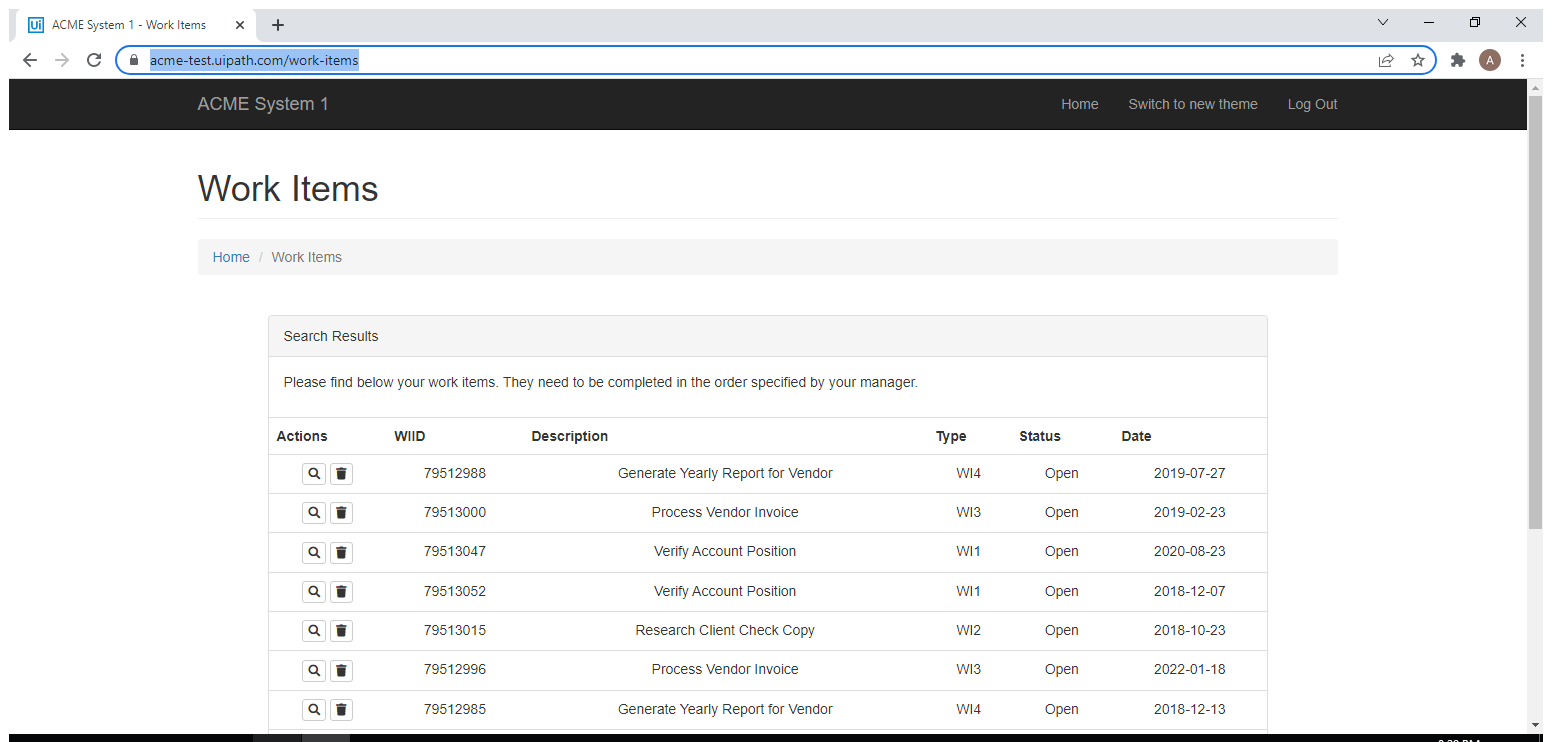 Ui ACME System 1 - Work Items
acme-test.uipath.com/work-items
A
ACME System 1 Home Switch to new theme Log Out
Work Items
Home / Work Items
Search Results
Please find below your work items. They need to be completed in the order specified by your manager.
Actions WIID Description Type Status Date
79512988 Generate Yearly Report for Vendor WI4 Open 2019-07-27
79513000 Process Vendor Invoice WI3 Open 2019-02-23
79513047 Verify Account Position WI1 Open 2020-08-23
79513052 Verify Account Position WI1 Open 2018-12-07
79513015 Research Client Check Copy WI2 Open 2018-10-23
79512996 Process Vendor Invoice WI3 Open 2022-01-18
79512985 Generate Yearly Report for Vendor WI4 Open 2018-12-13